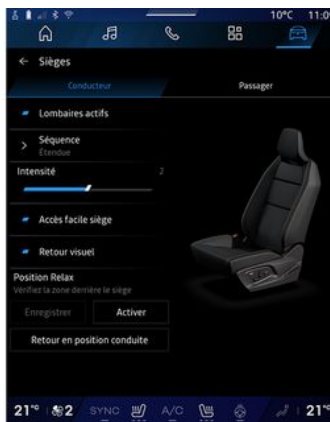 10°C 11:09
← Sièges
Conducteur
Passager
Lombaires actifs
Séquence
Étendue
Intensité 2
Accès facile siège
Retour visuel
Position Relax
Vérifiez la zone derrière le siège
Enregistrer
Activer
Retour en position conduite
21° 2 SYNC A/C 21°